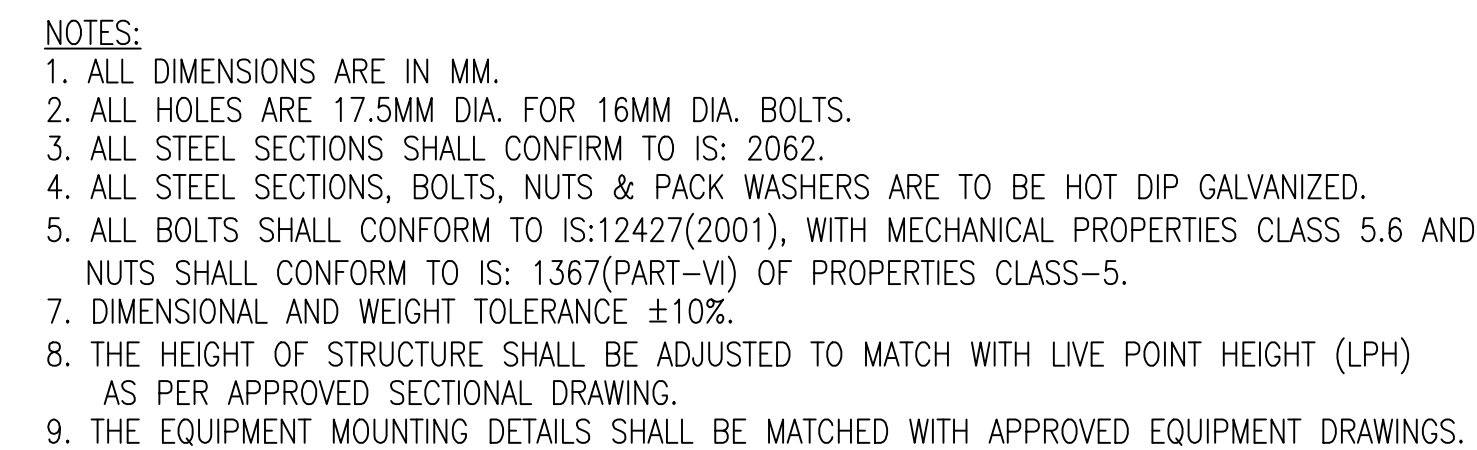 NOTES:
1. ALL DIMENSIONS ARE IN MM.
2. ALL HOLES ARE 17.5MM DIA. FOR 16MM DIA. BOLTS.
3. ALL STEEL SECTIONS SHALL CONFIRM TO IS: 2062.
4. ALL STEEL SECTIONS, BOLTS, NUTS & PACK WASHERS ARE TO BE HOT DIP GALVANIZED.
5. ALL BOLTS SHALL CONFORM TO IS:12427(2001), WITH MECHANICAL PROPERTIES CLASS 5.6 AND
NUTS SHALL CONFORM TO IS: 1367(PART-VI) OF PROPERTIES CLASS-5.
7. DIMENSIONAL AND WEIGHT TOLERANCE ±10%.
8. THE HEIGHT OF STRUCTURE SHALL BE ADJUSTED TO MATCH WITH LIVE POINT HEIGHT (LPH)
AS PER APPROVED SECTIONAL DRAWING.
9. THE EQUIPMENT MOUNTING DETAILS SHALL BE MATCHED WITH APPROVED EQUIPMENT DRAWINGS.